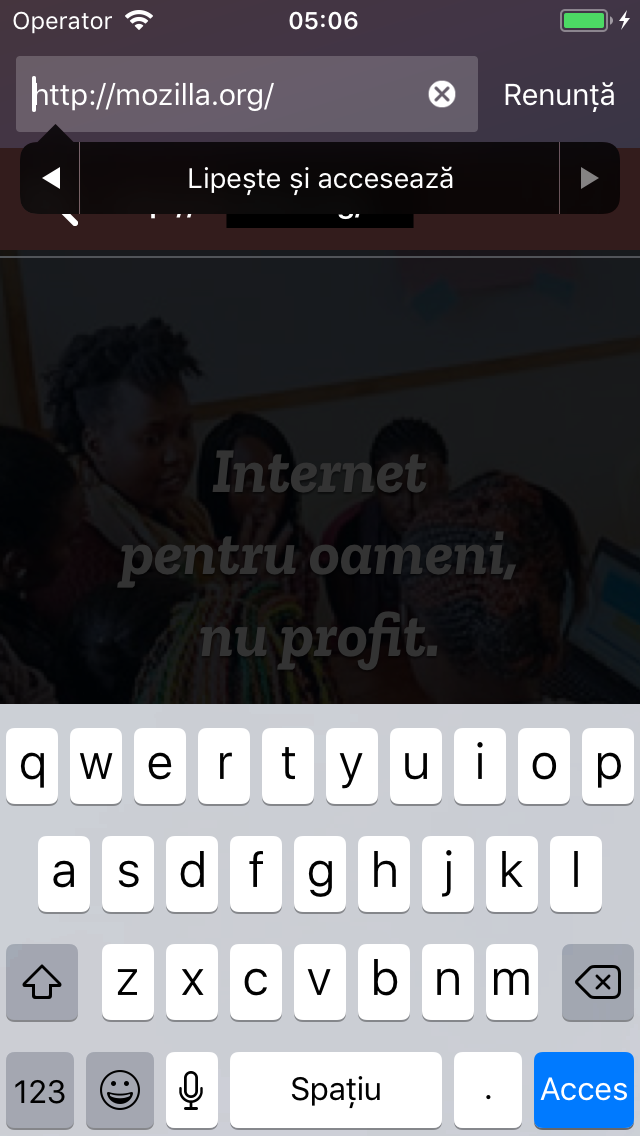 Operator 05:06
http://mozilla.org/ Renunță
Lipește și accesează
Internet
pentru oameni,
nu profit.
q w e r t y u i o p
a s d f g h j k l
z x c v b n m
123 Spațiu . Acces